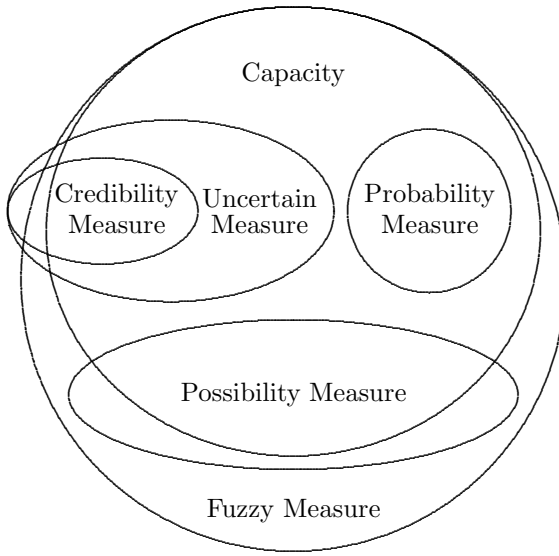 Capacity
Credibility
Measure
Uncertain
Measure
Probability
Measure
Possibility Measure
Fuzzy Measure